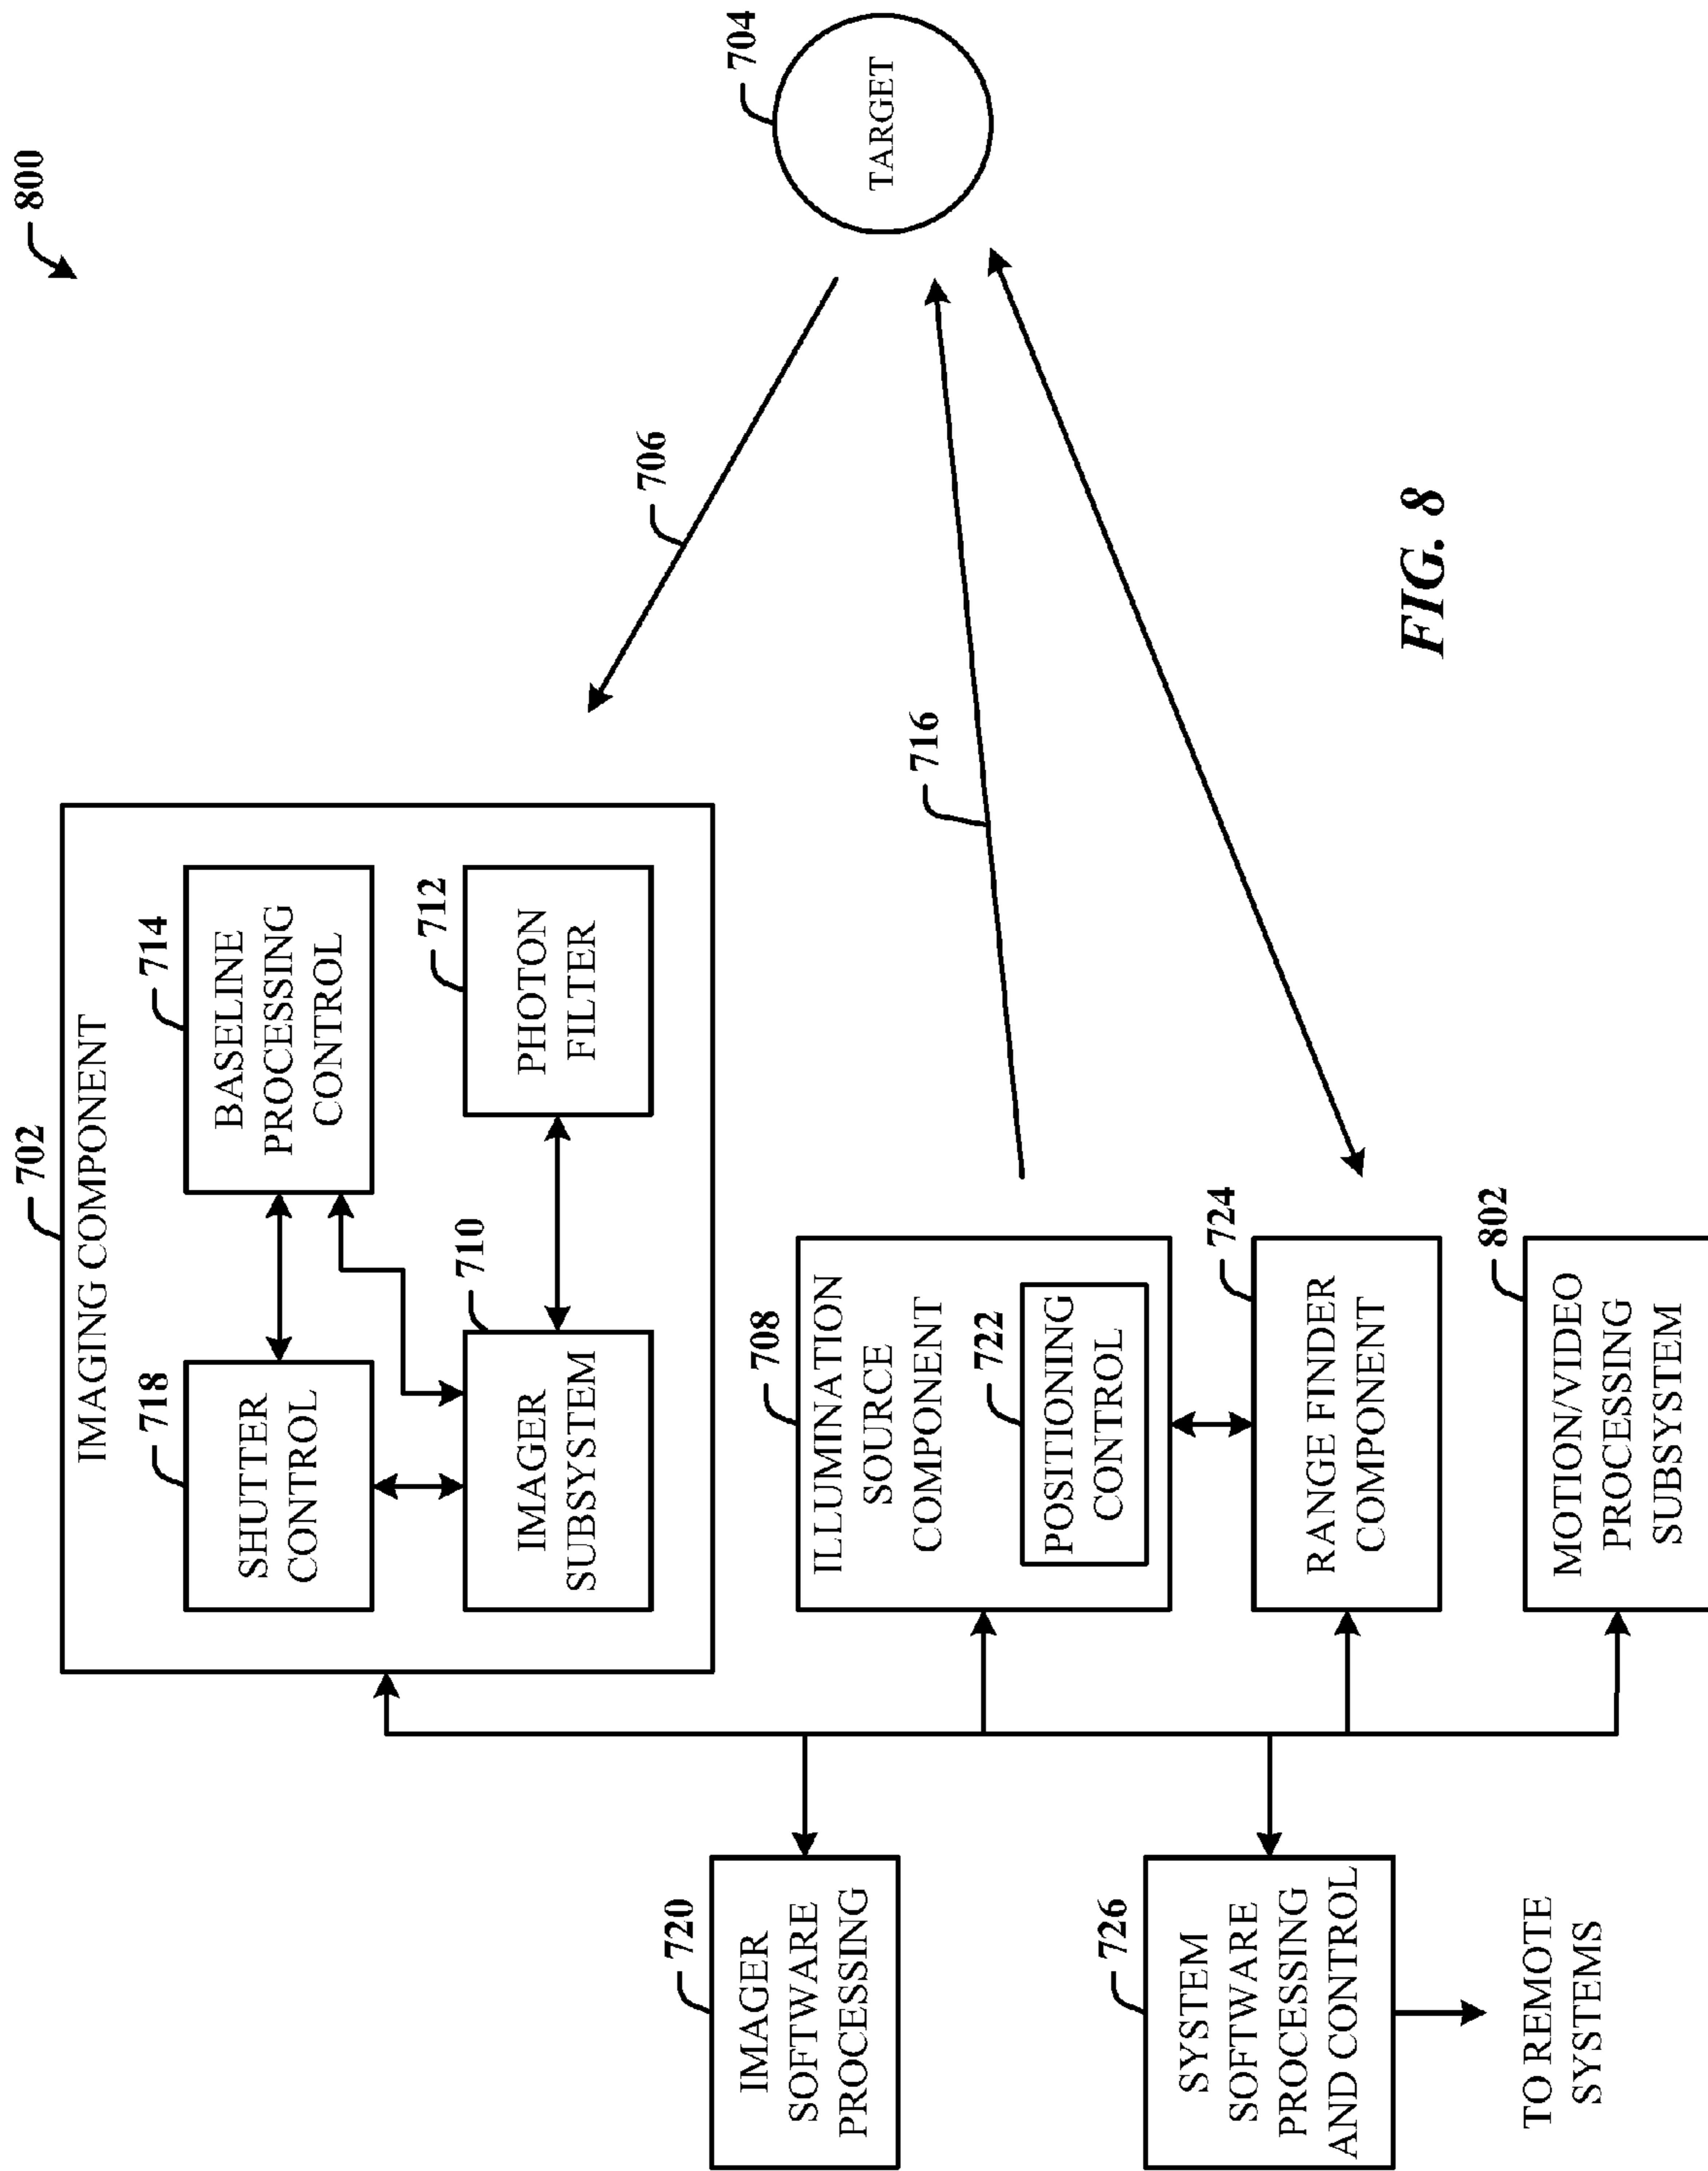 800
702
IMAGING COMPONENT
718
SHUTTER
CONTROL
714
BASELINE
PROCESSING
CONTROL
710
IMAGER
SUBSYSTEM
712
PHOTON
FILTER
706
704
TARGET
720
IMAGER
SOFTWARE
PROCESSING
708
ILLUMINATION
SOURCE
COMPONENT
722
POSITIONING
CONTROL
716
726
SYSTEM
SOFTWARE
PROCESSING
AND CONTROL
724
RANGE FINDER
COMPONENT
802
MOTION/VIDEO
PROCESSING
SUBSYSTEM
TO REMOTE
SYSTEMS
FIG. 8